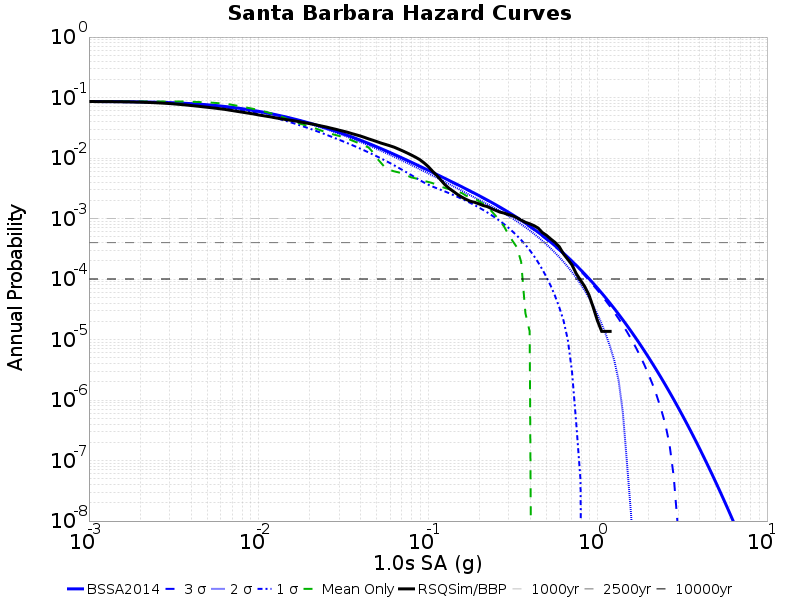 Santa Barbara Hazard Curves
10^0
10^-1
10^-2
10^-3
10^-4
10^-5
10^-6
10^-7
10^-8
Annual Probability
10^-3 10^-2 10^-1 10^0 10^1
1.0s SA (g)
BSSA2014 3 σ 2 σ 1 σ Mean Only RSQSim/BBP 1000yr 2500yr 10000yr